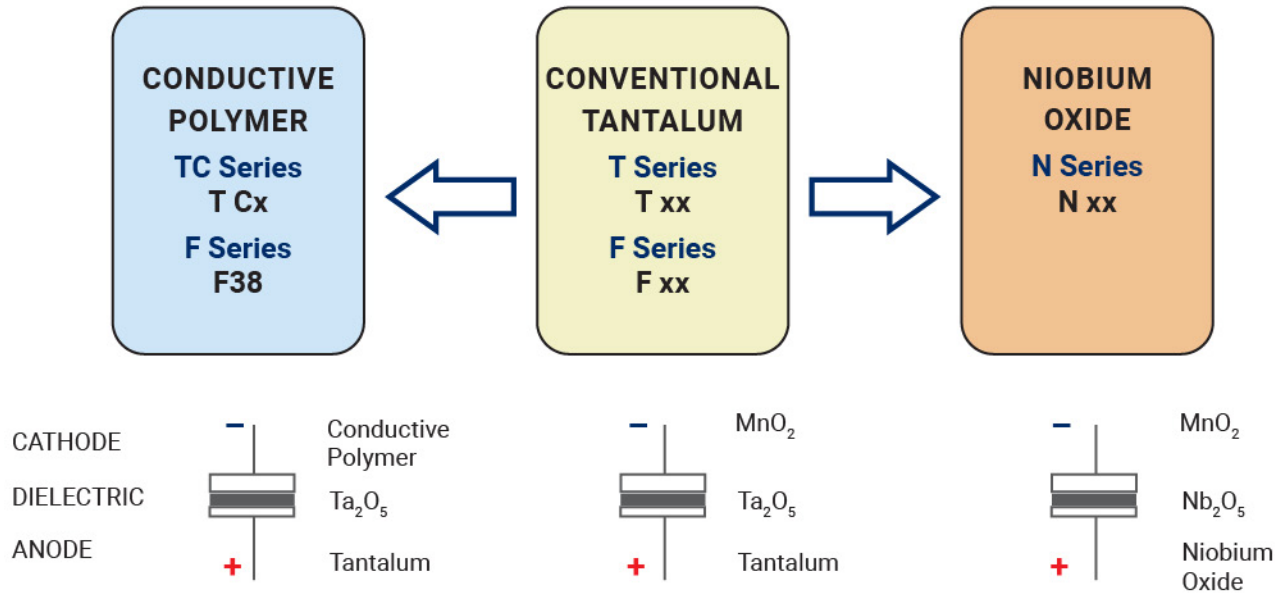 CONDUCTIVE
POLYMER
TC Series
T Cx
F Series
F38
CONVENTIONAL
TANTALUM
T Series
T xx
F Series
F xx
NIOBIUM
OXIDE
N Series
N xx
CATHODE
DIELECTRIC
ANODE
−
Conductive
Polymer
Ta₂O₅
+
Tantalum
−
MnO₂
Ta₂O₅
+
Tantalum
−
MnO₂
Nb₂O₅
+
Niobium
Oxide